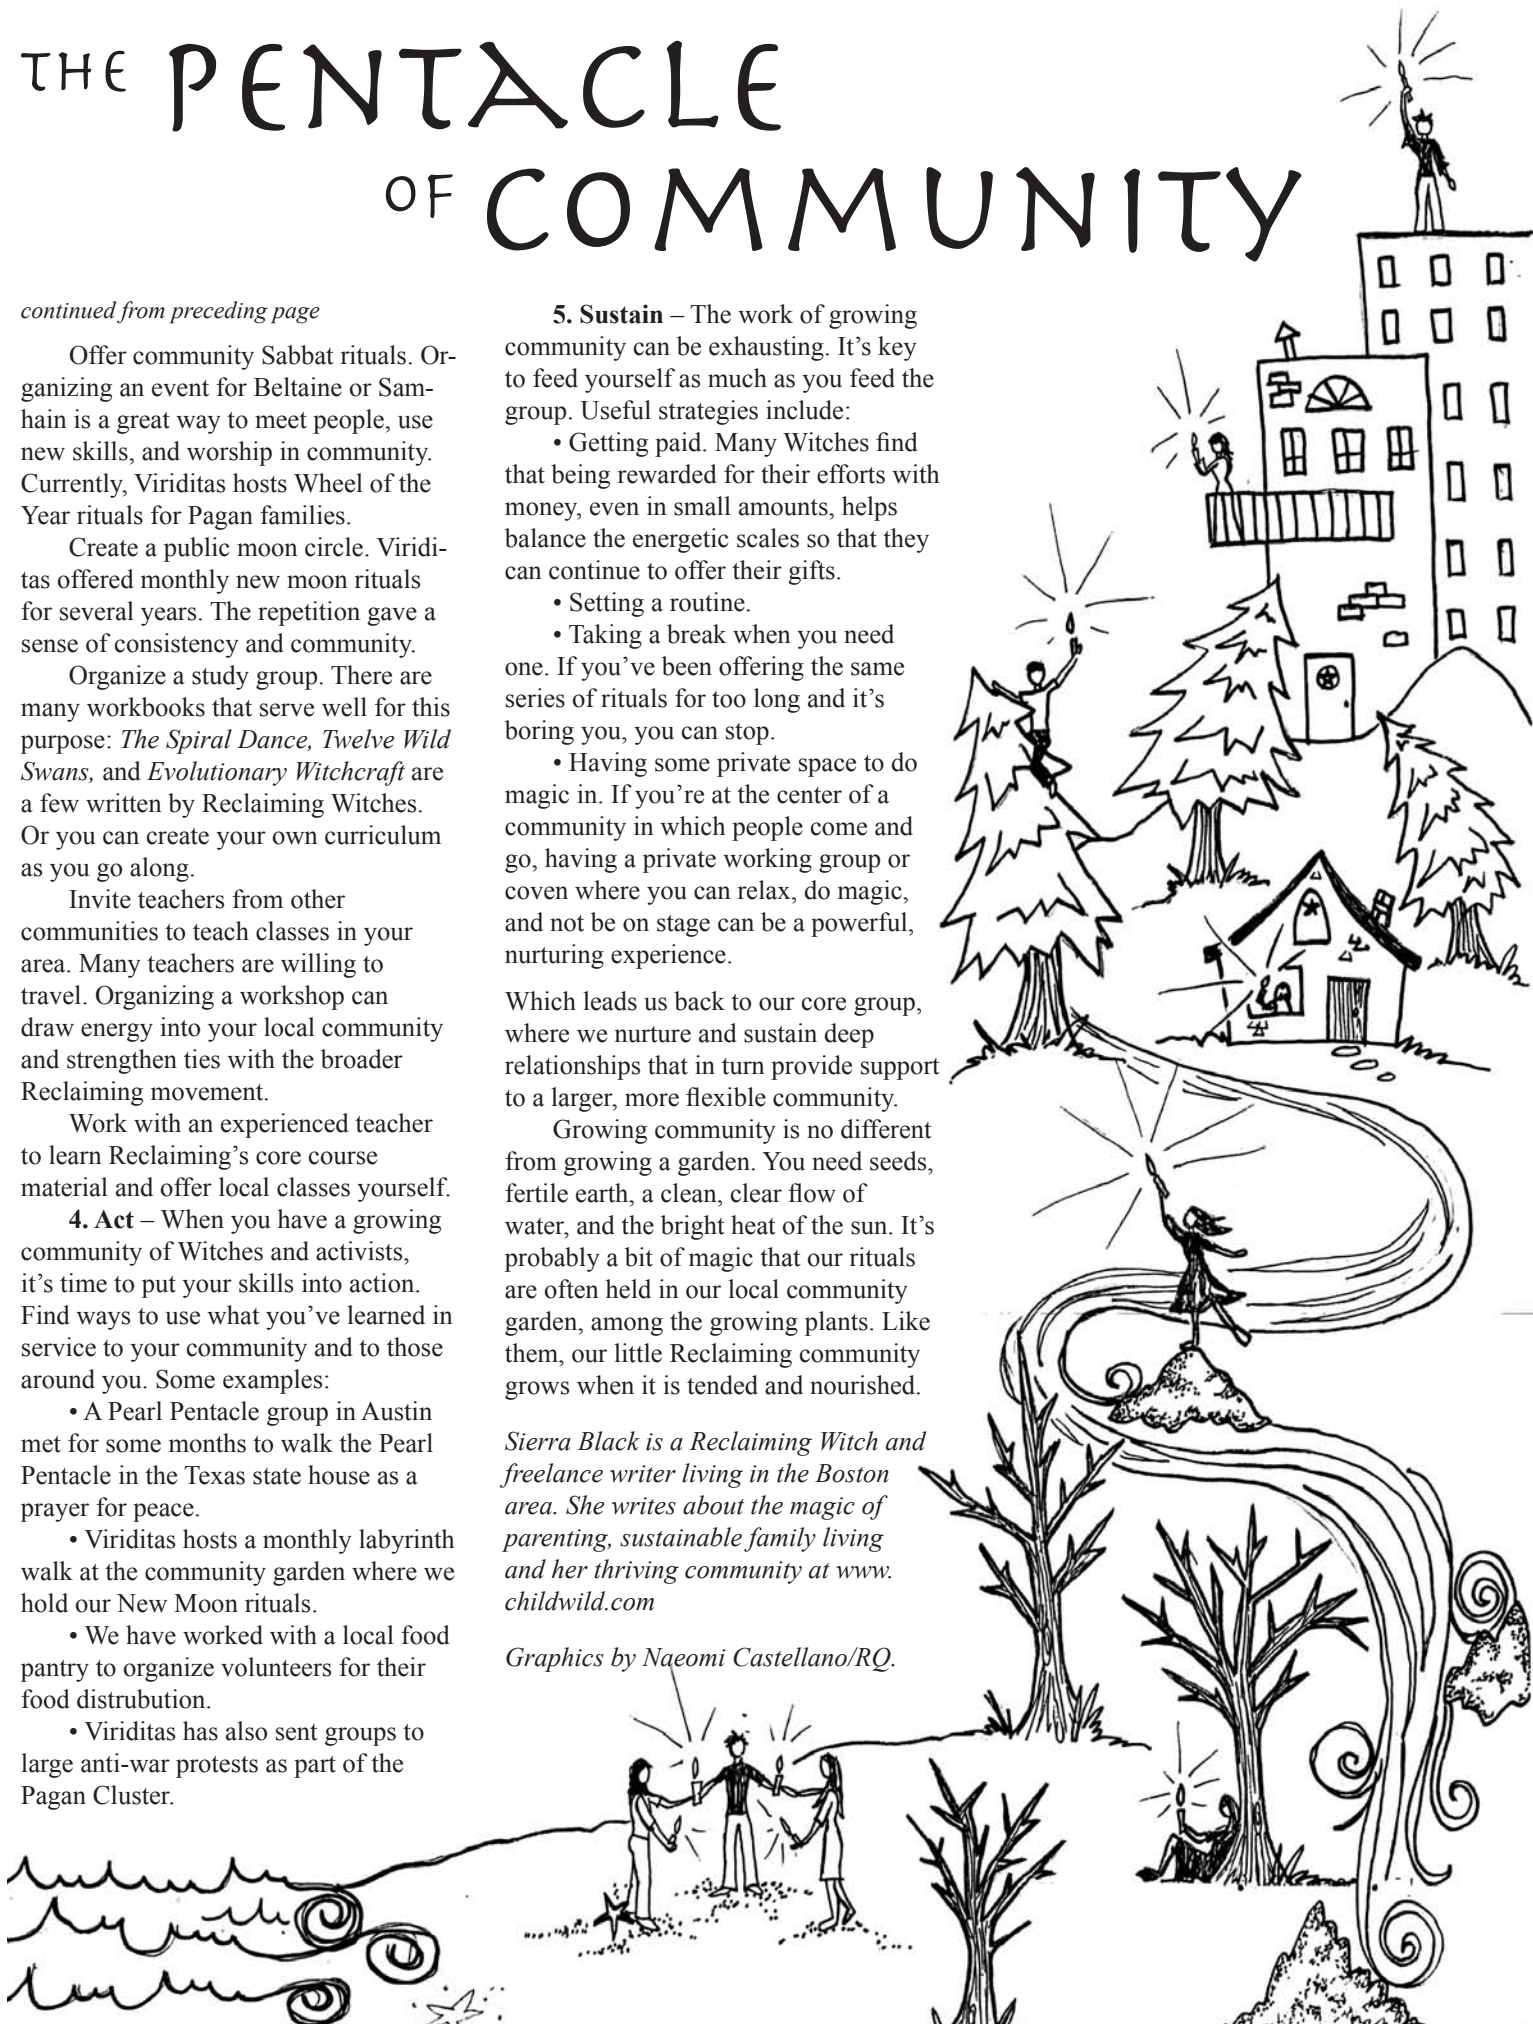 THE PENTACLE
OF COMMUNITY
continued from preceding page
Offer community Sabbat rituals. Or-
ganizing an event for Beltaine or Sam-
hain is a great way to meet people, use
new skills, and worship in community.
Currently, Viriditas hosts Wheel of the
Year rituals for Pagan families.
Create a public moon circle. Viridi-
tas offered monthly new moon rituals
for several years. The repetition gave a
sense of consistency and community.
Organize a study group. There are
many workbooks that serve well for this
purpose: The Spiral Dance, Twelve Wild
Swans, and Evolutionary Witchcraft are
a few written by Reclaiming Witches.
Or you can create your own curriculum
as you go along.
Invite teachers from other
communities to teach classes in your
area. Many teachers are willing to
travel. Organizing a workshop can
draw energy into your local community
and strengthen ties with the broader
Reclaiming movement.
Work with an experienced teacher
to learn Reclaiming's core course
material and offer local classes yourself.
4. Act – When you have a growing
community of Witches and activists,
it's time to put your skills into action.
Find ways to use what you've learned in
service to your community and to those
around you. Some examples:
• A Pearl Pentacle group in Austin
met for some months to walk the Pearl
Pentacle in the Texas state house as a
prayer for peace.
• Viriditas hosts a monthly labyrinth
walk at the community garden where we
hold our New Moon rituals.
• We have worked with a local food
pantry to organize volunteers for their
food distrubution.
• Viriditas has also sent groups to
large anti-war protests as part of the
Pagan Cluster.
5. Sustain – The work of growing
community can be exhausting. It's key
to feed yourself as much as you feed the
group. Useful strategies include:
• Getting paid. Many Witches find
that being rewarded for their efforts with
money, even in small amounts, helps
balance the energetic scales so that they
can continue to offer their gifts.
• Setting a routine.
• Taking a break when you need
one. If you've been offering the same
series of rituals for too long and it's
boring you, you can stop.
• Having some private space to do
magic in. If you're at the center of a
community in which people come and
go, having a private working group or
coven where you can relax, do magic,
and not be on stage can be a powerful,
nurturing experience.
Which leads us back to our core group,
where we nurture and sustain deep
relationships that in turn provide support
to a larger, more flexible community.
Growing community is no different
from growing a garden. You need seeds,
fertile earth, a clean, clear flow of
water, and the bright heat of the sun. It's
probably a bit of magic that our rituals
are often held in our local community
garden, among the growing plants. Like
them, our little Reclaiming community
grows when it is tended and nourished.
Sierra Black is a Reclaiming Witch and
freelance writer living in the Boston
area. She writes about the magic of
parenting, sustainable family living
and her thriving community at www.
childwild.com
Graphics by Naeomi Castellano/RQ.